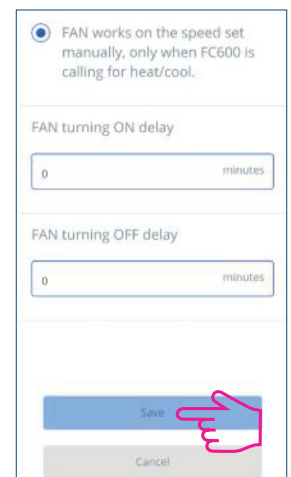 FAN works on the speed set
manually, only when FC600 is
calling for heat/cool.
FAN turning ON delay
0 minutes
FAN turning OFF delay
0 minutes
Save
Cancel